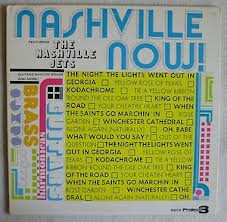 NASHVILLE
NOW!
FEATURING
THE
NASHVILLE
JETS
GUITARS BANJOS BRASS
THE NIGHT THE LIGHTS WENT OUT IN
GEORGIA □ YELLOW ROSE OF TEXAS □
KODACHROME □ TIE A YELLOW RIBBON
ROUND THE OLE OAK TREE □ KING OF THE
ROAD □ YOUR CHEATIN' HEART □ WHEN
THE SAINTS GO MARCHIN IN □ ROSE
GARDEN □ WINCHESTER CATHEDRAL □
ALONE AGAIN (NATURALLY) □ OH, BABE
WHAT WOULD YOU SAY? □
QUESTION □ THE NIGHT THE LIGHTS WENT OUT IN
GEORGIA □ YELLOW ROSE OF TEXAS □
KODACHROME □ TIE A YELLOW
RIBBON ROUND THE OLE OAK TREE □ KING OF THE
ROAD □ YOUR CHEATIN' HEART □
WHEN THE SAINTS GO MARCHIN IN
ROSE GARDEN □ WINCHESTER CATHE
DRAL □ ALONE AGAIN (NATURALLY) □ OH
BRASS
Pirate 3